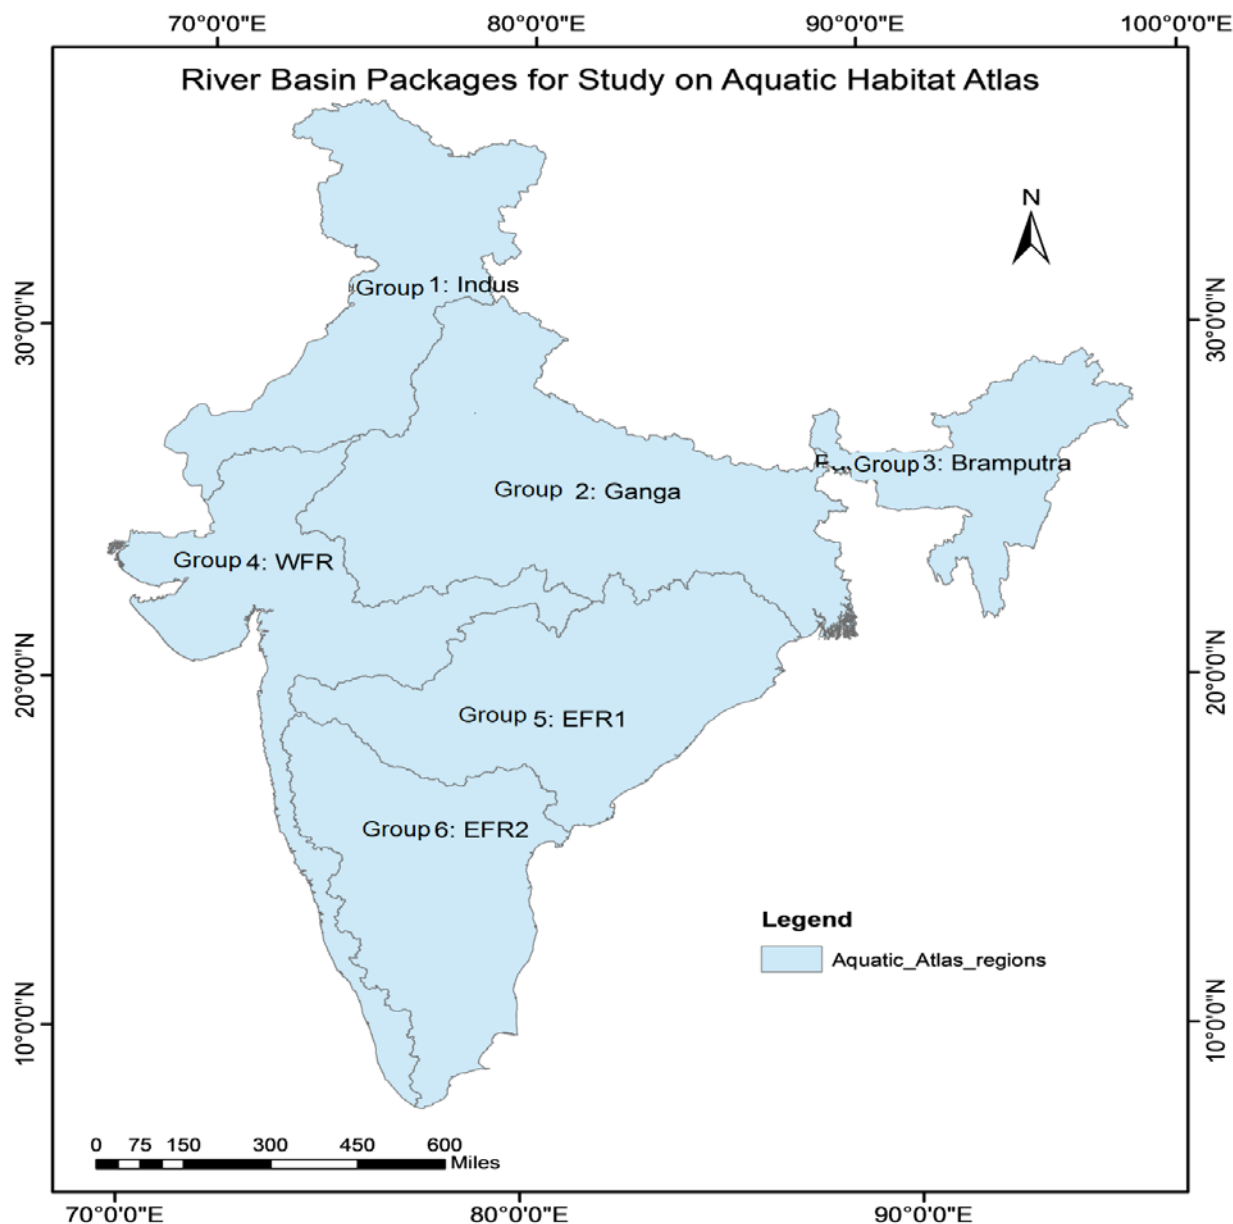 70°0'0"E 80°0'0"E 90°0'0"E 100°0'0"E
River Basin Packages for Study on Aquatic Habitat Atlas
N
Group 1: Indus
30°0'0"N 30°0'0"N
Group 3: Bramputra
Group 2: Ganga
Group 4: WFR
20°0'0"N 20°0'0"N
Group 5: EFR1
Group 6: EFR2
Legend
Aquatic_Atlas_regions
10°0'0"N 10°0'0"N
0 75 150 300 450 600
Miles
70°0'0"E 80°0'0"E 90°0'0"E